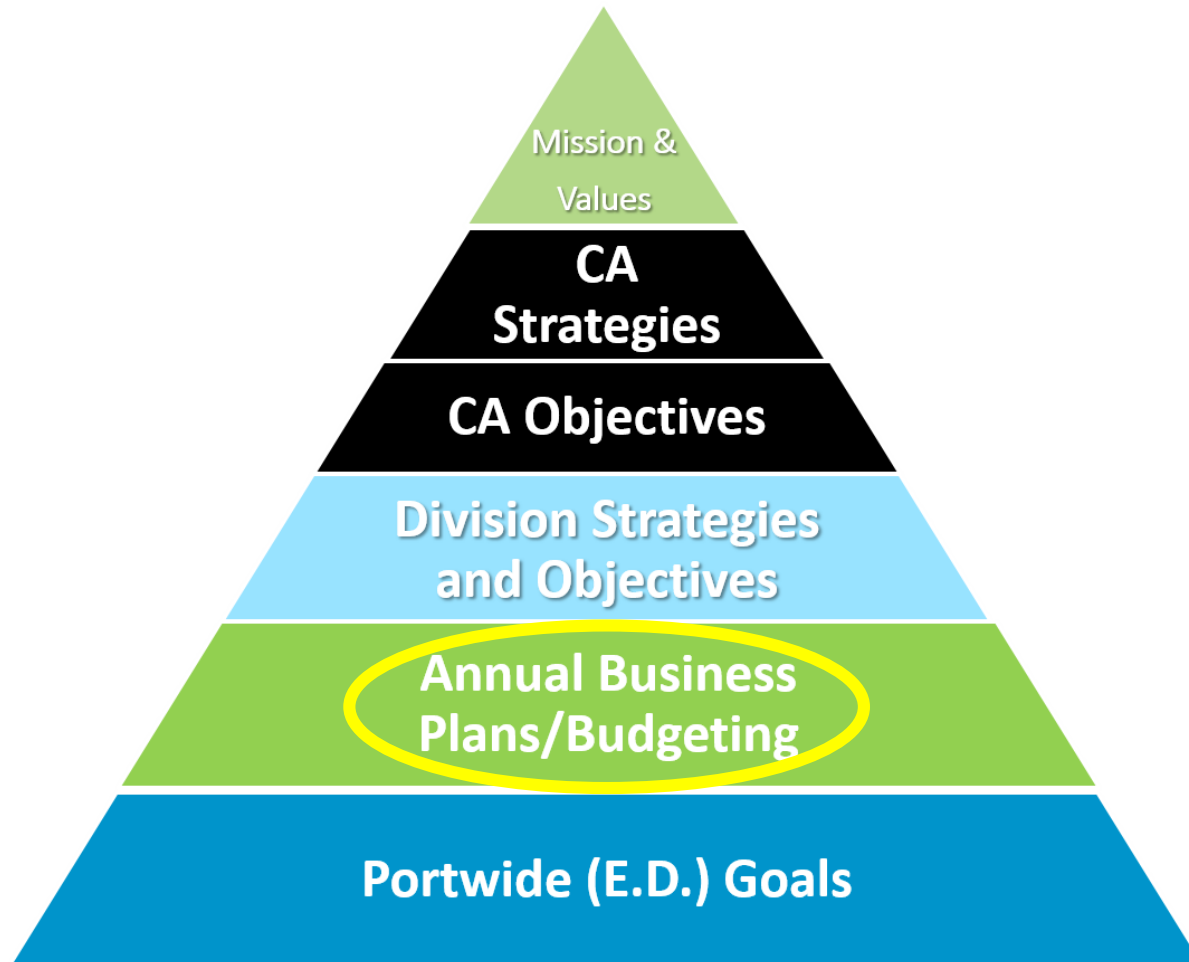 Mission &
Values
CA
Strategies
CA Objectives
Division Strategies
and Objectives
Annual Business
Plans/Budgeting
Portwide (E.D.) Goals